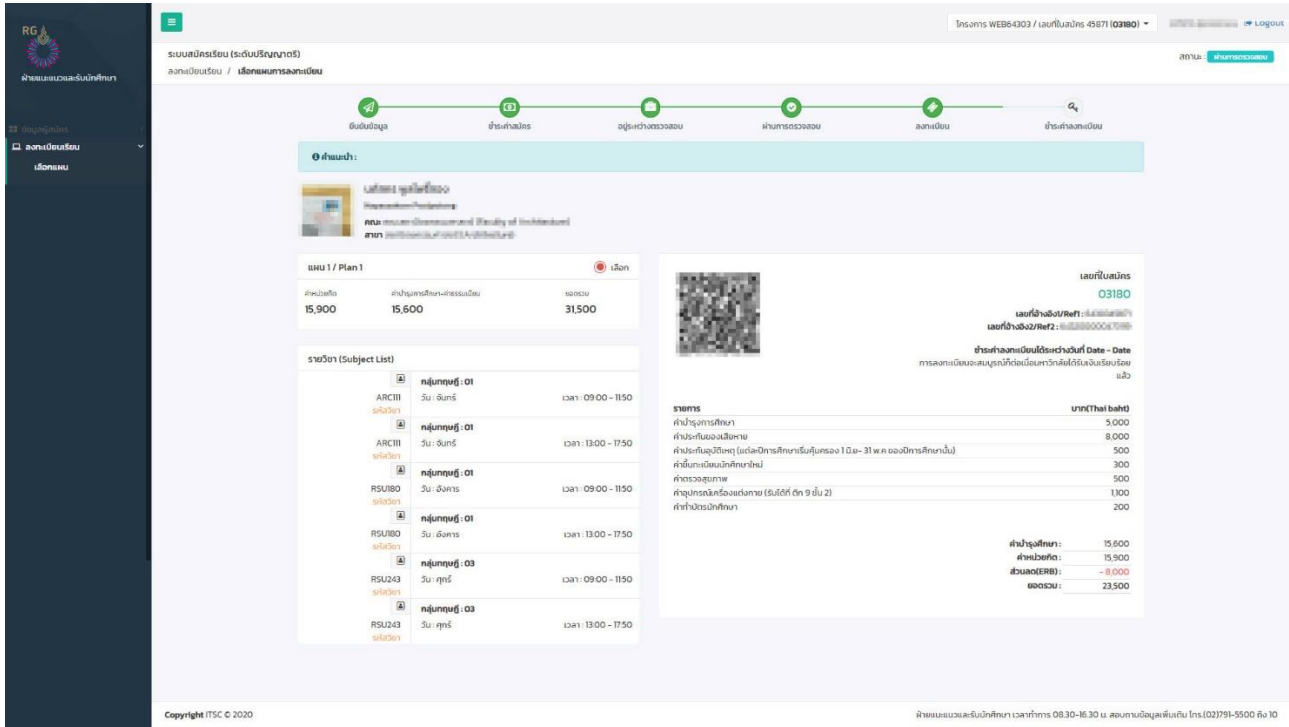 RG
ฝ่ายแนะแนวและรับนักศึกษา
ข้อมูลผู้สมัคร
ลงทะเบียนเรียน
เลือกแผน
โครงการ WEB64303 / เลขที่ใบสมัคร 45871 (03180)
Logout
ระบบสมัครเรียน (ระดับปริญญาตรี)
ลงทะเบียนเรียน / เลือกแผนการลงทะเบียน
สถานะ : ผ่านการตรวจสอบ
ยืนยันข้อมูล
ชำระค่าสมัคร
อยู่ระหว่างตรวจสอบ
ผ่านการตรวจสอบ
ลงทะเบียน
ชำระค่าลงทะเบียน
คำแนะนำ :
คณะ
สาขา
แผน 1 / Plan 1
เลือก
ค่าหน่วยกิต ค่าบำรุงการศึกษา+ค่าธรรมเนียม ยอดรวม
15,900 15,600 31,500
รายวิชา (Subject List)
กลุ่มทฤษฎี : 01
ARC111 วัน : จันทร์ เวลา : 09:00 - 11:50
รหัสวิชา
กลุ่มทฤษฎี : 01
ARC111 วัน : จันทร์ เวลา : 13:00 - 17:50
รหัสวิชา
กลุ่มทฤษฎี : 01
RSU180 วัน : อังคาร เวลา : 09:00 - 11:50
รหัสวิชา
กลุ่มทฤษฎี : 01
RSU180 วัน : อังคาร เวลา : 13:00 - 17:50
รหัสวิชา
กลุ่มทฤษฎี : 03
RSU243 วัน : ศุกร์ เวลา : 09:00 - 11:50
รหัสวิชา
กลุ่มทฤษฎี : 03
RSU243 วัน : ศุกร์ เวลา : 13:00 - 17:50
รหัสวิชา
เลขที่ใบสมัคร
03180
เลขที่อ้างอิง1/Ref1 :
เลขที่อ้างอิง2/Ref2 :
ชำระค่าลงทะเบียนได้ระหว่างวันที่ Date - Date
การลงทะเบียนจะสมบูรณ์ก็ต่อเมื่อมหาวิทลัยได้รับเงินเรียบร้อย
แล้ว
รายการ บาท(Thai baht)
ค่าบำรุงการศึกษา 5,000
ค่าประกันของเสียหาย 8,000
ค่าประกันอุบัติเหตุ (แต่ละปีการศึกษาเริ่มคุ้มครอง 1 มิ.ย- 31 พ.ค ของปีการศึกษานั้น) 500
ค่าขึ้นทะเบียนนักศึกษาใหม่ 300
ค่าตรวจสุขภาพ 500
ค่าอุปกรณ์เครื่องแต่งกาย (รับได้ที่ ตึก 9 ชั้น 2) 1,100
ค่าทำบัตรนักศึกษา 200
ค่าบำรุงศึกษา : 15,600
ค่าหน่วยกิต : 15,900
ส่วนลด(ERB) : - 8,000
ยอดรวม : 23,500
Copyright ITSC © 2020
ฝ่ายแนะแนวและรับนักศึกษา เวลาทำการ 08.30-16.30 น. สอบถามข้อมูลเพิ่มเติม โทร.(02)791-5500 ถึง 10